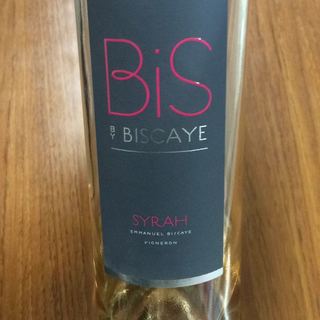 BiS
BY BISCAYE
SYRAH
EMMANUEL BISCAYE
VIGNERON